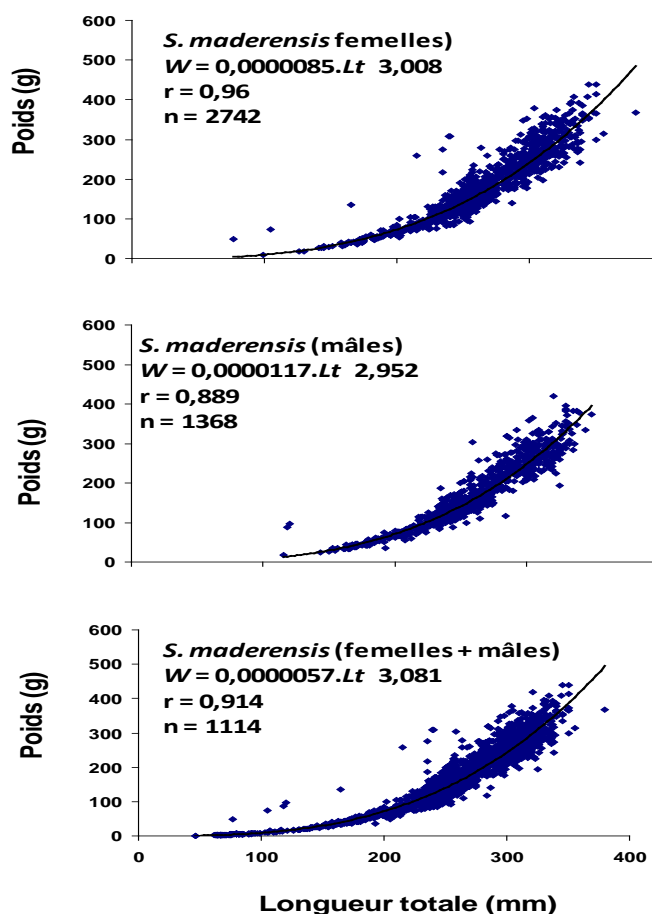 600
500
400
300
200
100
0
Poids (g)
S. maderensis femelles)
W = 0,0000085.Lt 3,008
r = 0,96
n = 2742
600
500
400
300
200
100
0
Poids (g)
S. maderensis (mâles)
W = 0,0000117.Lt 2,952
r = 0,889
n = 1368
600
500
400
300
200
100
0
Poids (g)
S. maderensis (femelles + mâles)
W = 0,0000057.Lt 3,081
r = 0,914
n = 1114
0 100 200 300 400
Longueur totale (mm)